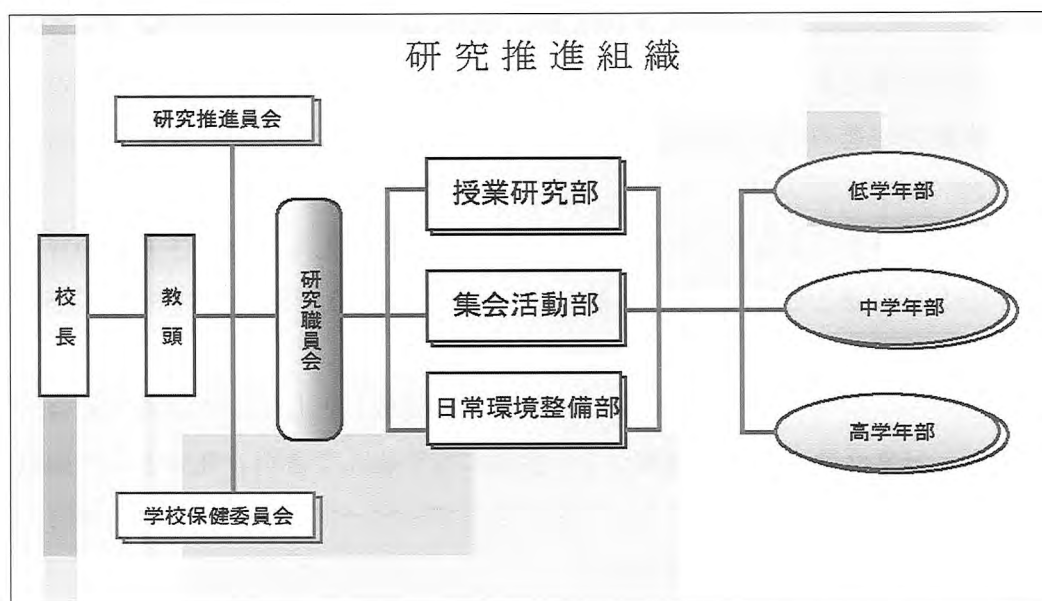 研究推進組織
研究推進員会
校長
教頭
研究職員会
学校保健委員会
授業研究部
集会活動部
日常環境整備部
低学年部
中学年部
高学年部